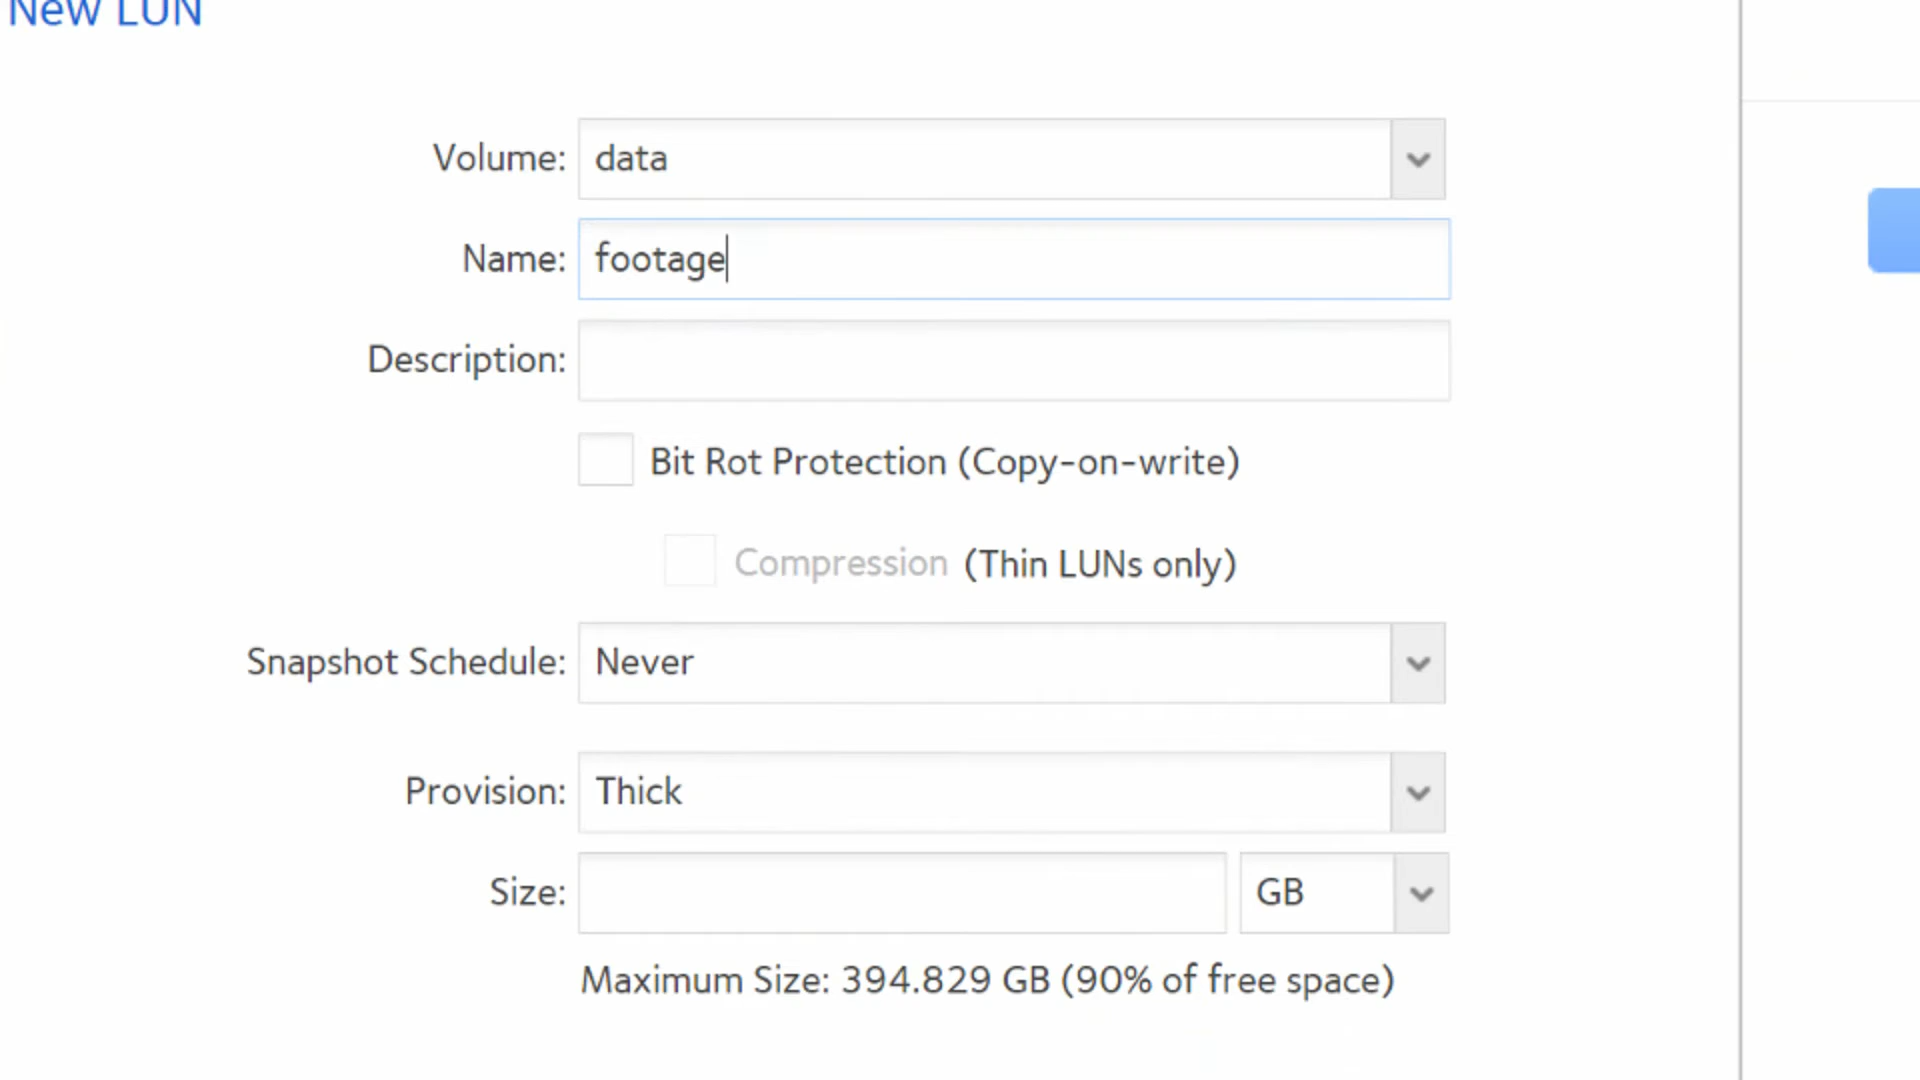 New LUN
Volume: data
Name: footage
Description:
Bit Rot Protection (Copy-on-write)
Compression (Thin LUNs only)
Snapshot Schedule: Never
Provision: Thick
Size: GB
Maximum Size: 394.829 GB (90% of free space)